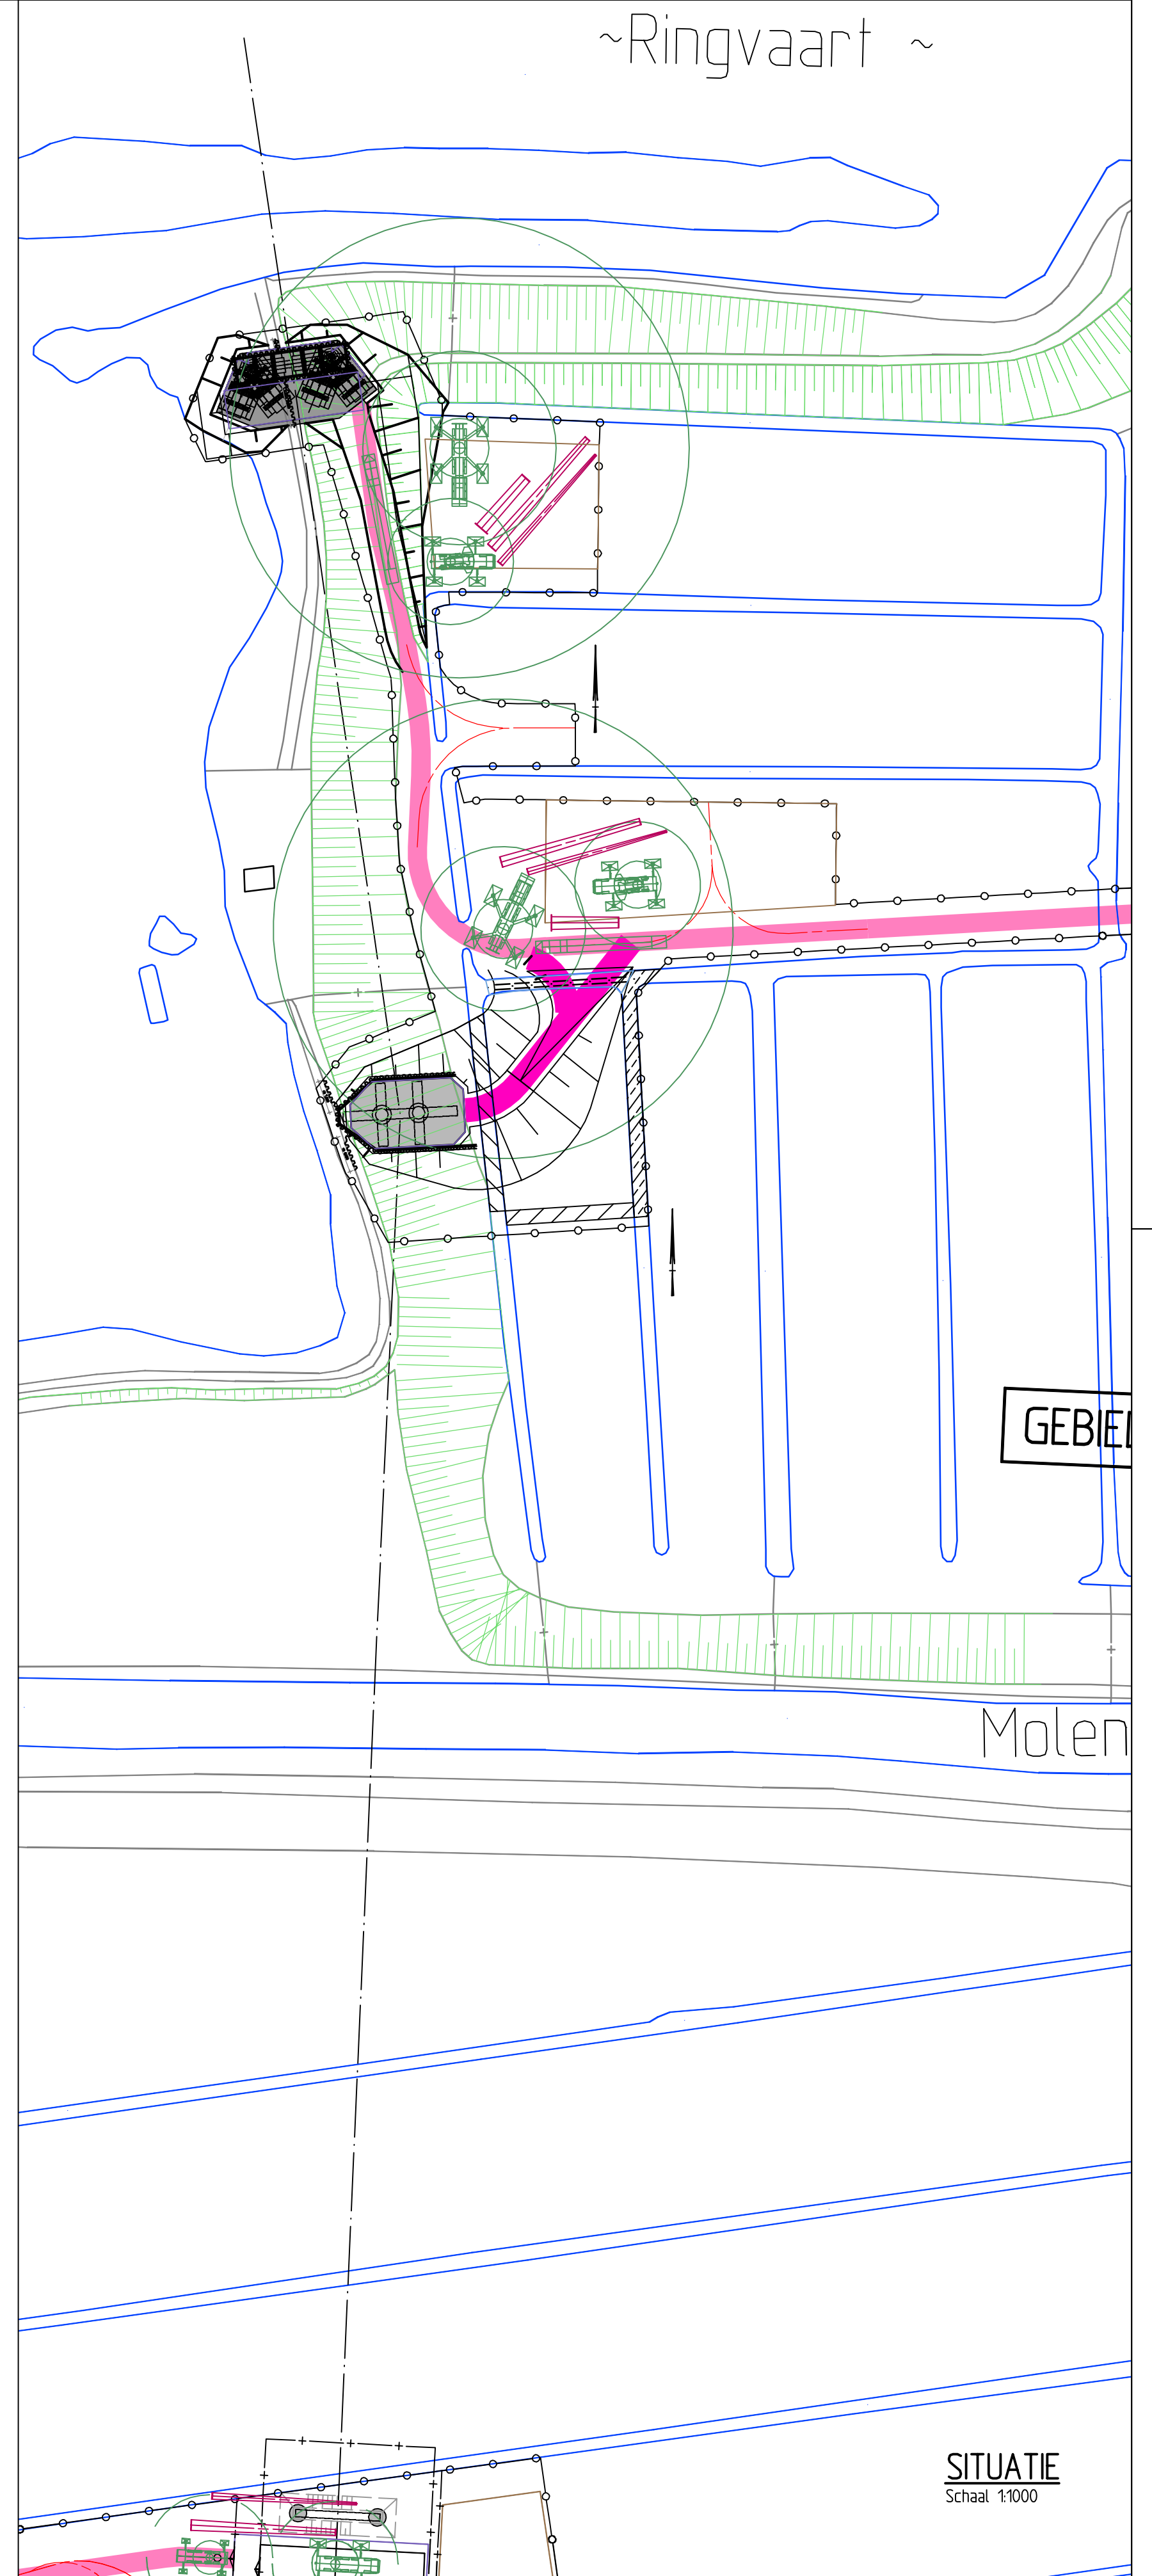 ~Ringvaart ~
GEBIED
Molen
SITUATIE
Schaal 1:1000